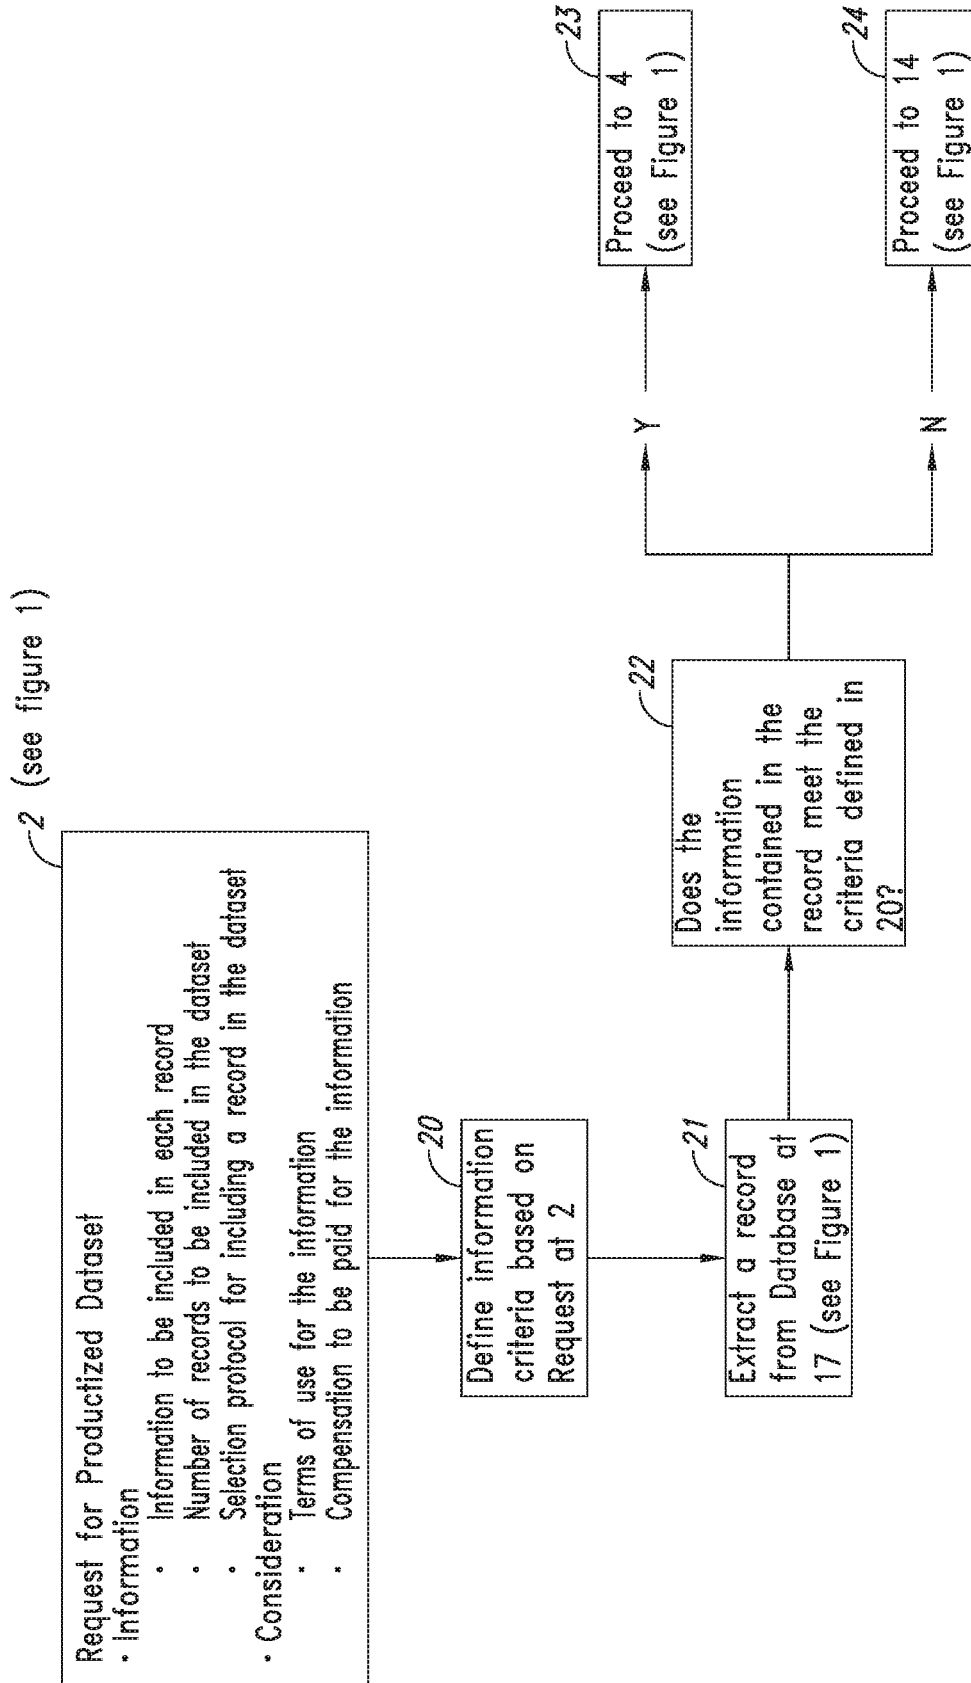 2 (see figure 1)
Request for Productized Dataset
• Information
• Information to be included in each record
• Number of records to be included in the dataset
• Selection protocol for including a record in the dataset
• Consideration
• Terms of use for the information
• Compensation to be paid for the information
20
Define information
criteria based on
Request at 2
21
Extract a record
from Database at
17 (see Figure 1)
22
Does the
information
contained in the
record meet the
criteria defined in
20?
Y
23
Proceed to 4
(see Figure 1)
N
24
Proceed to 14
(see Figure 1)